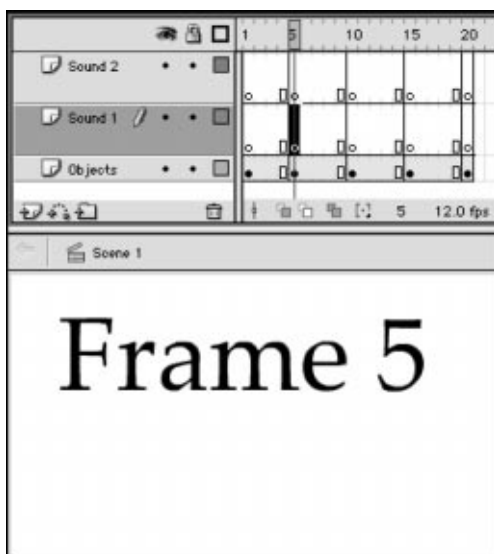 1 5 10 15 20
Sound 2
Sound 1
Objects
5 12.0 fps
Scene 1
Frame 5